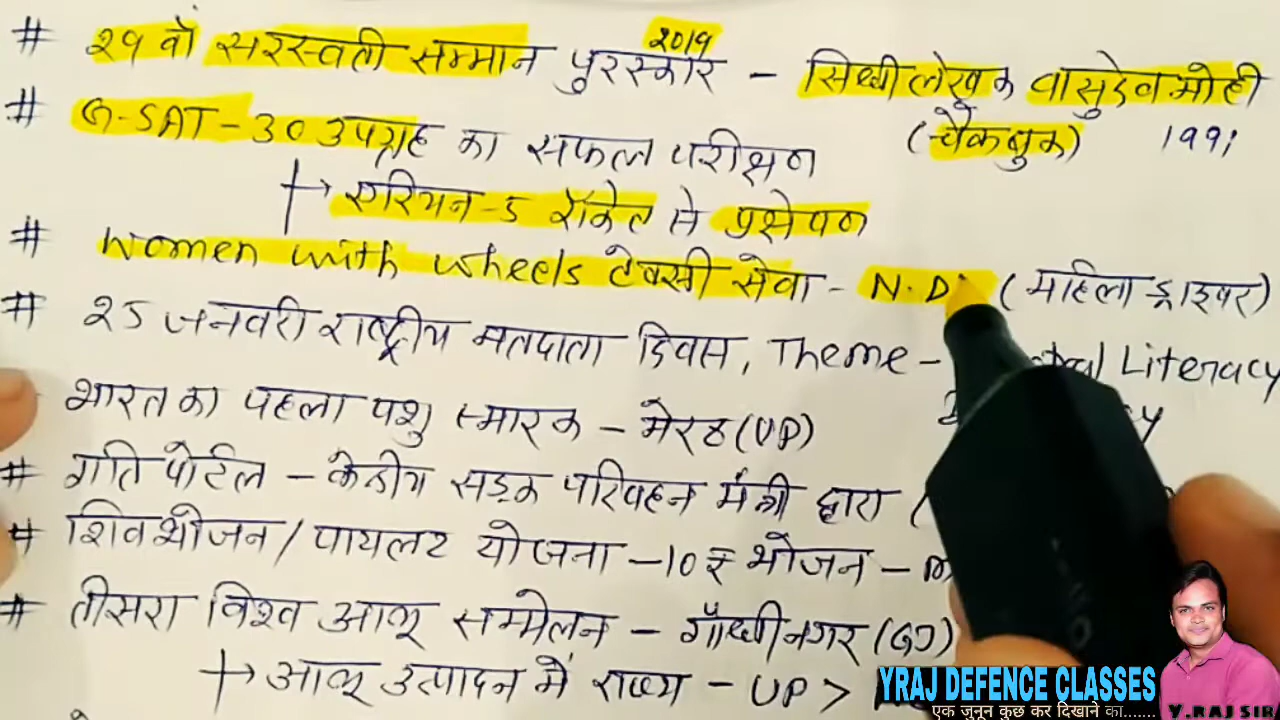 # २९ वाँ सरस्वती सम्मान पुरस्कार 2019 - सिंधी लेखक वासुदेव मोही
(चैकबुक) 1991
# G-SAT-30 उपग्रह का सफल परीक्षण
→ एरियन-5 रॉकेट से प्रक्षेपण
# Women with wheels टेक्सी सेवा - N.D. (महिला ड्राइवर)
# 25 जनवरी राष्ट्रीय मतदाता दिवस, Theme - Literacy
भारत का पहला पशु स्मारक - मेरठ (UP)
# गति पोर्टल - केन्द्रीय सड़क परिवहन मंत्री द्वारा (
# शिवभोजन / पायलट योजना - 10 ₹ भोजन -
# तीसरा विश्व आलू सम्मेलन - गाँधीनगर (GJ)
→ आलू उत्पादन में राज्य - UP >
YRAJ DEFENCE CLASSES
एक जुनून कुछ कर दिखाने का.......
Y.RAJ SIR